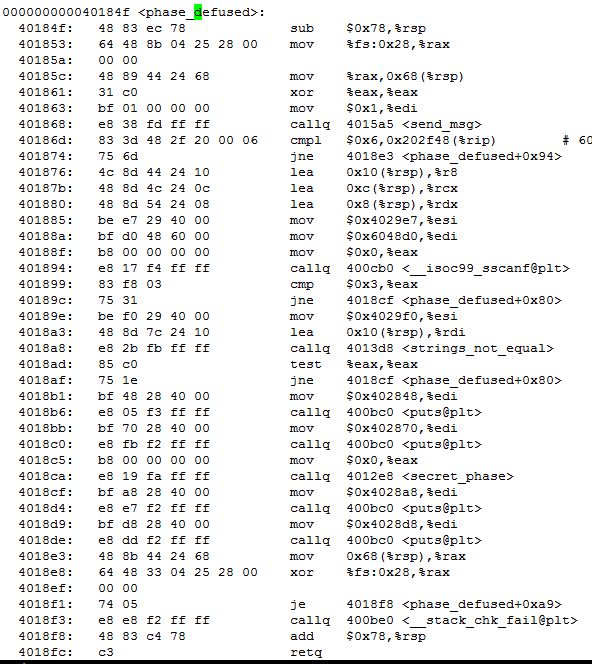 000000000040184f <phase_defused>:
40184f: 48 83 ec 78 sub $0x78,%rsp
401853: 64 48 8b 04 25 28 00 mov %fs:0x28,%rax
40185a: 00 00
40185c: 48 89 44 24 68 mov %rax,0x68(%rsp)
401861: 31 c0 xor %eax,%eax
401863: bf 01 00 00 00 mov $0x1,%edi
401868: e8 38 fd ff ff callq 4015a5 <send_msg>
40186d: 83 3d 48 2f 20 00 06 cmpl $0x6,0x202f48(%rip) # 60
401874: 75 6d jne 4018e3 <phase_defused+0x94>
401876: 4c 8d 44 24 10 lea 0x10(%rsp),%r8
40187b: 48 8d 4c 24 0c lea 0xc(%rsp),%rcx
401880: 48 8d 54 24 08 lea 0x8(%rsp),%rdx
401885: be e7 29 40 00 mov $0x4029e7,%esi
40188a: bf d0 48 60 00 mov $0x6048d0,%edi
40188f: b8 00 00 00 00 mov $0x0,%eax
401894: e8 17 f4 ff ff callq 400cb0 <__isoc99_sscanf@plt>
401899: 83 f8 03 cmp $0x3,%eax
40189c: 75 31 jne 4018cf <phase_defused+0x80>
40189e: be f0 29 40 00 mov $0x4029f0,%esi
4018a3: 48 8d 7c 24 10 lea 0x10(%rsp),%rdi
4018a8: e8 2b fb ff ff callq 4013d8 <strings_not_equal>
4018ad: 85 c0 test %eax,%eax
4018af: 75 1e jne 4018cf <phase_defused+0x80>
4018b1: bf 48 28 40 00 mov $0x402848,%edi
4018b6: e8 05 f3 ff ff callq 400bc0 <puts@plt>
4018bb: bf 70 28 40 00 mov $0x402870,%edi
4018c0: e8 fb f2 ff ff callq 400bc0 <puts@plt>
4018c5: b8 00 00 00 00 mov $0x0,%eax
4018ca: e8 19 fa ff ff callq 4012e8 <secret_phase>
4018cf: bf a8 28 40 00 mov $0x4028a8,%edi
4018d4: e8 e7 f2 ff ff callq 400bc0 <puts@plt>
4018d9: bf d8 28 40 00 mov $0x4028d8,%edi
4018de: e8 dd f2 ff ff callq 400bc0 <puts@plt>
4018e3: 48 8b 44 24 68 mov 0x68(%rsp),%rax
4018e8: 64 48 33 04 25 28 00 xor %fs:0x28,%rax
4018ef: 00 00
4018f1: 74 05 je 4018f8 <phase_defused+0xa9>
4018f3: e8 e8 f2 ff ff callq 400be0 <__stack_chk_fail@plt>
4018f8: 48 83 c4 78 add $0x78,%rsp
4018fc: c3 retq